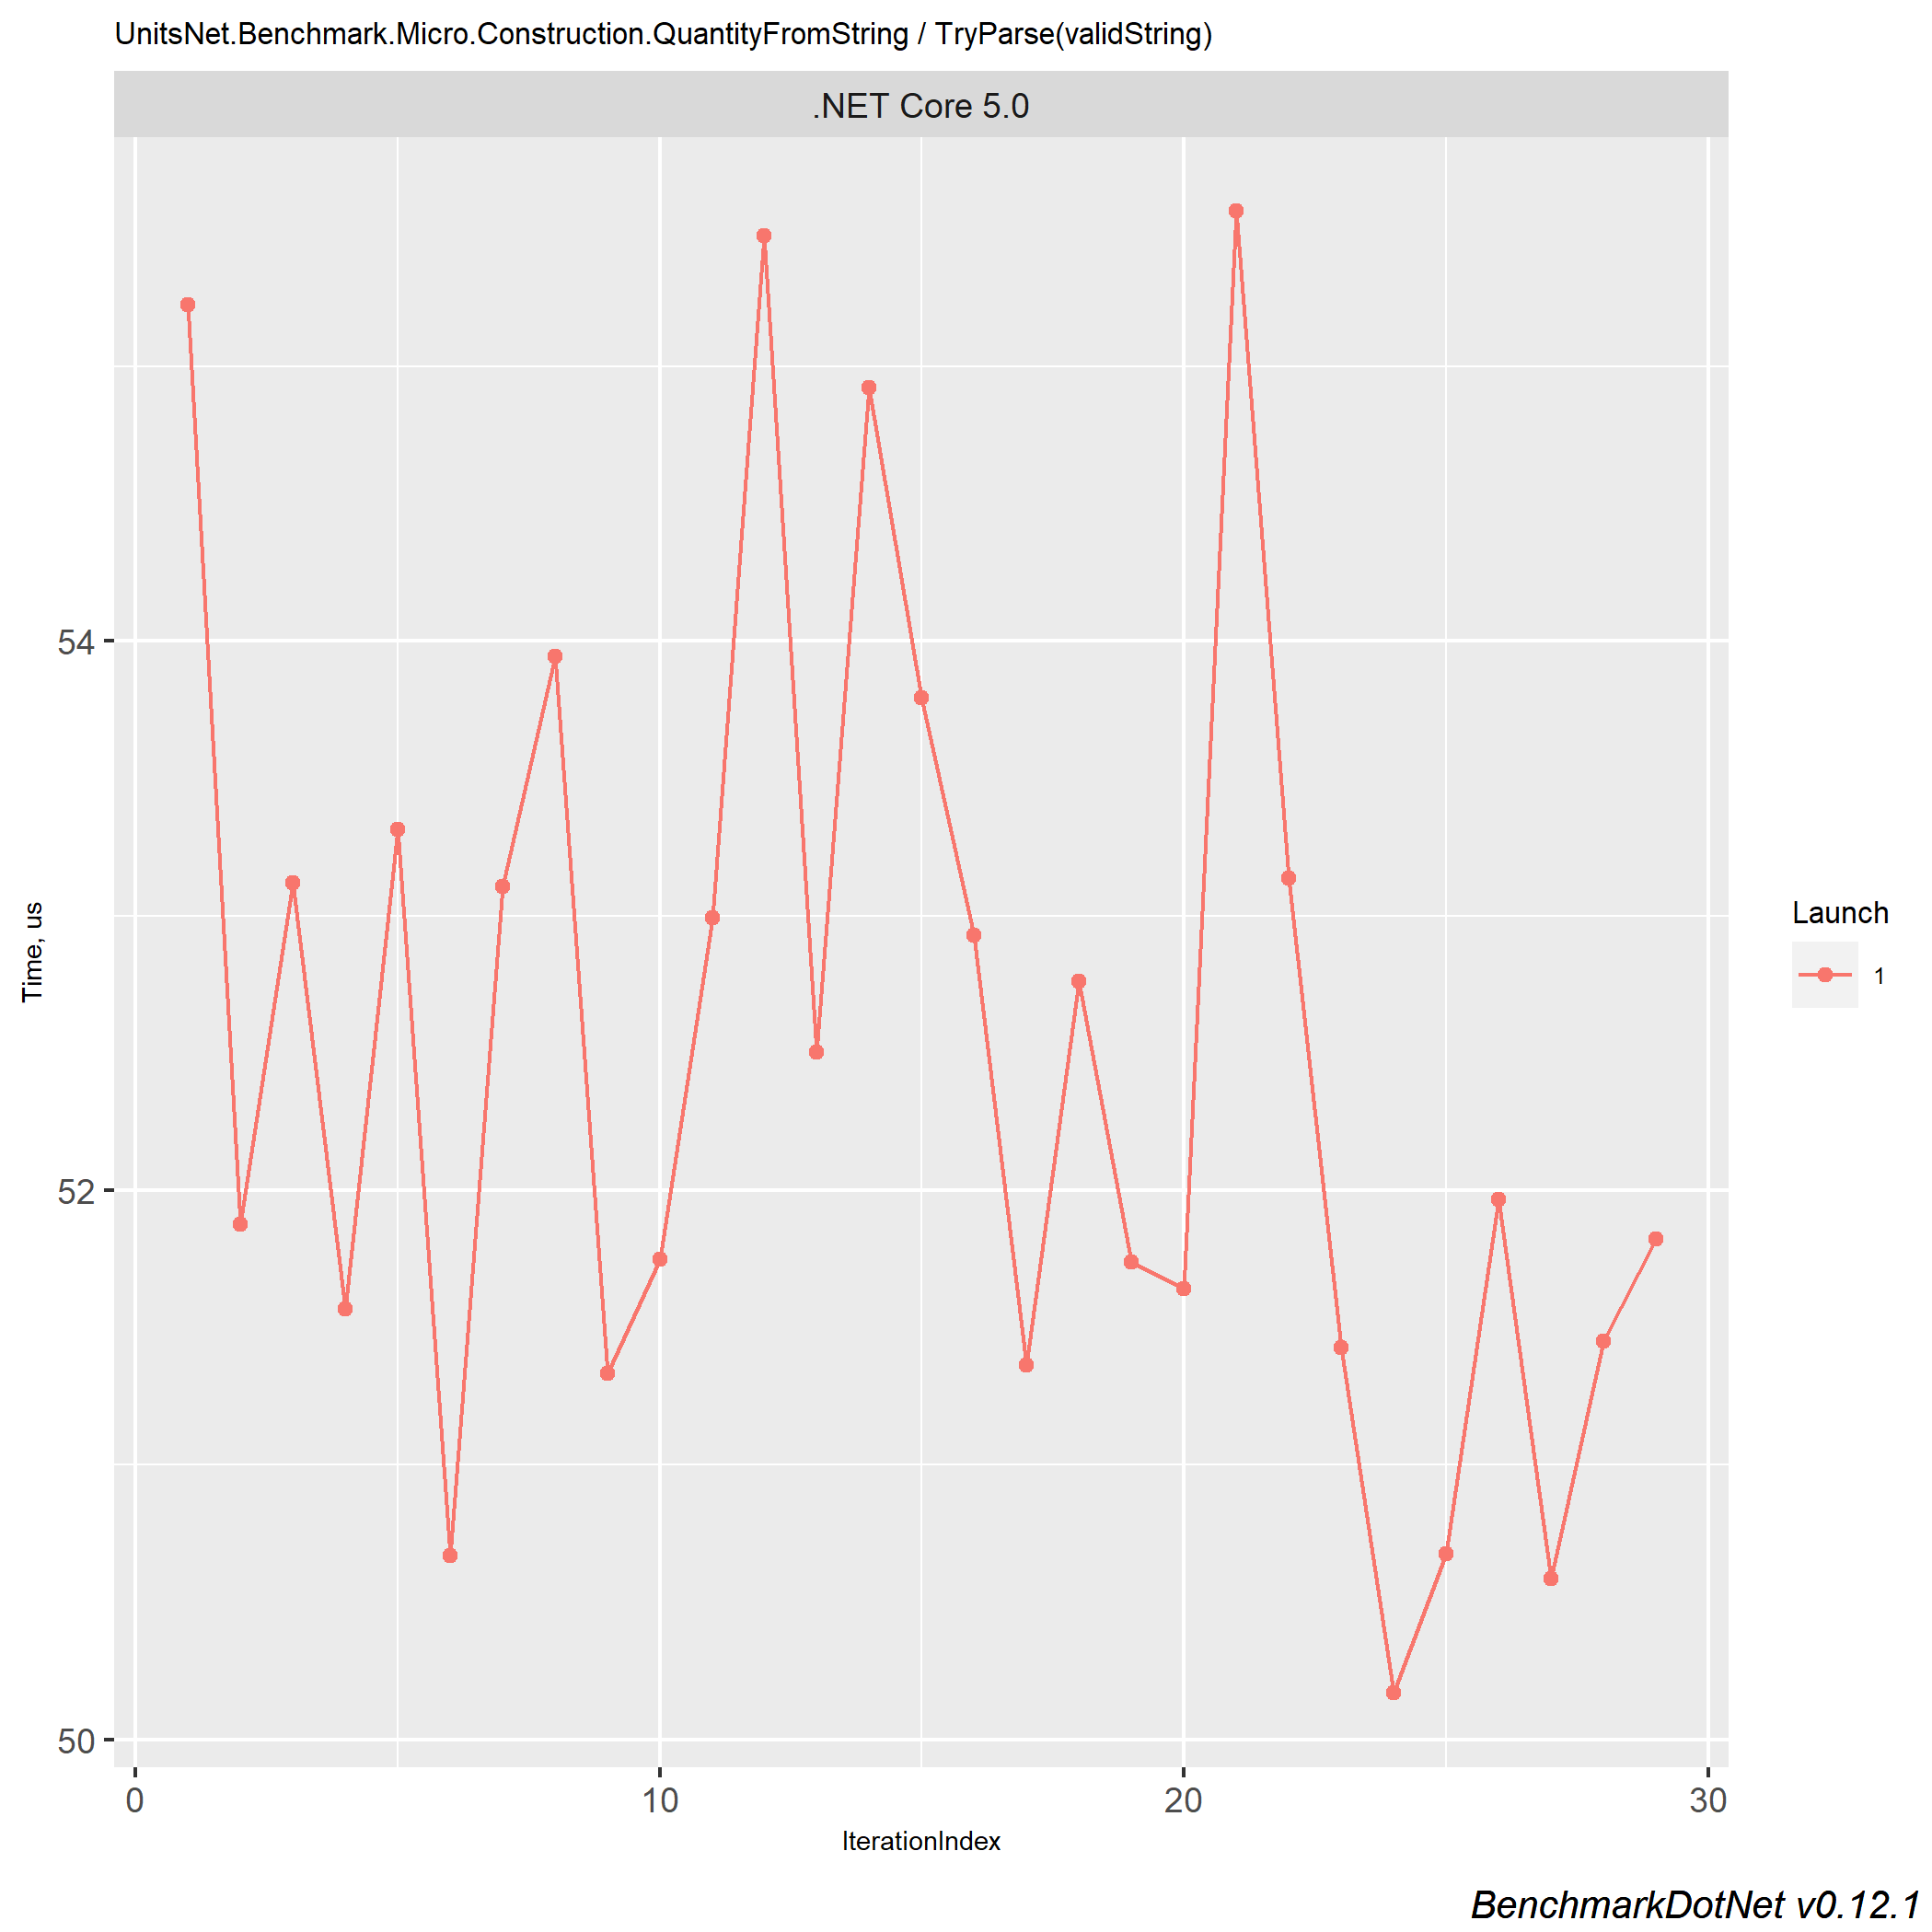 UnitsNet.Benchmark.Micro.Construction.QuantityFromString / TryParse(validString)
.NET Core 5.0
54
52
50
Time, us
Launch
1
0 10 20 30
IterationIndex
BenchmarkDotNet v0.12.1